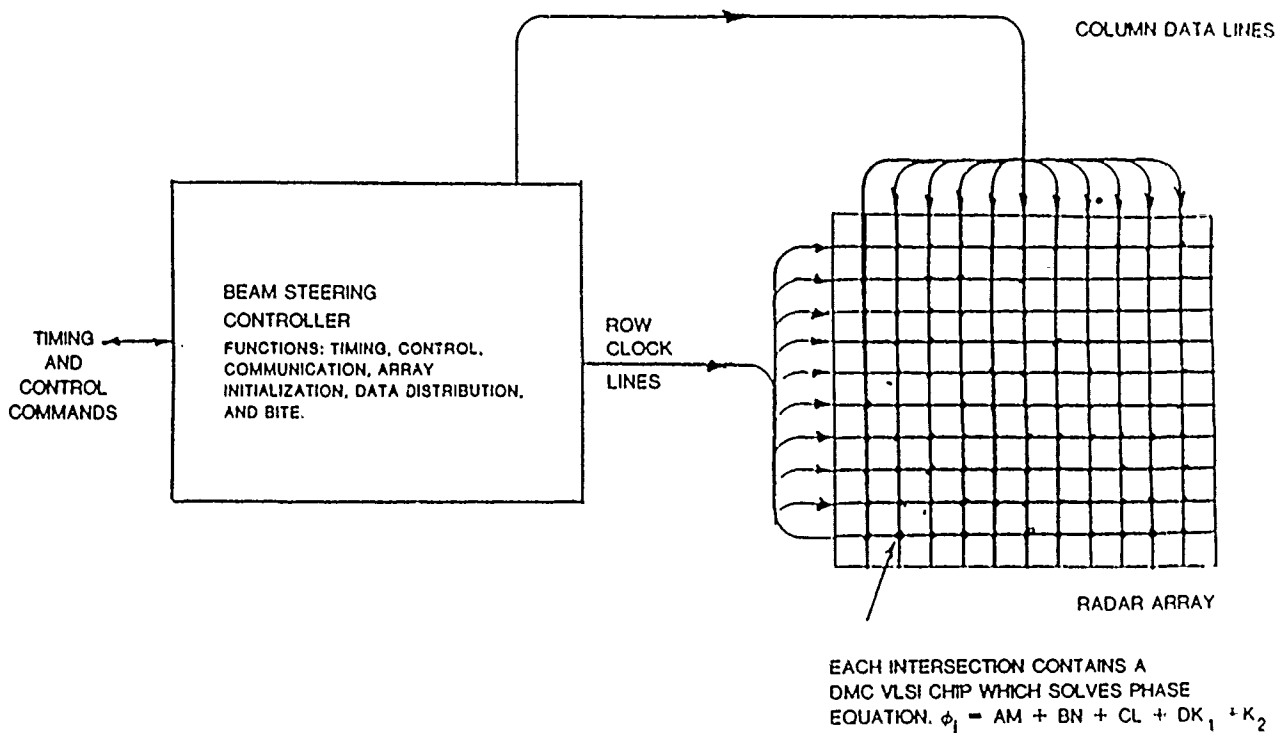 COLUMN DATA LINES
BEAM STEERING
CONTROLLER
FUNCTIONS: TIMING, CONTROL,
COMMUNICATION, ARRAY
INITIALIZATION, DATA DISTRIBUTION,
AND BITE.
TIMING
AND
CONTROL
COMMANDS
ROW
CLOCK
LINES
RADAR ARRAY
EACH INTERSECTION CONTAINS A
DMC VLSI CHIP WHICH SOLVES PHASE
EQUATION. ϕᵢ = AM + BN + CL + DK₁ + K₂